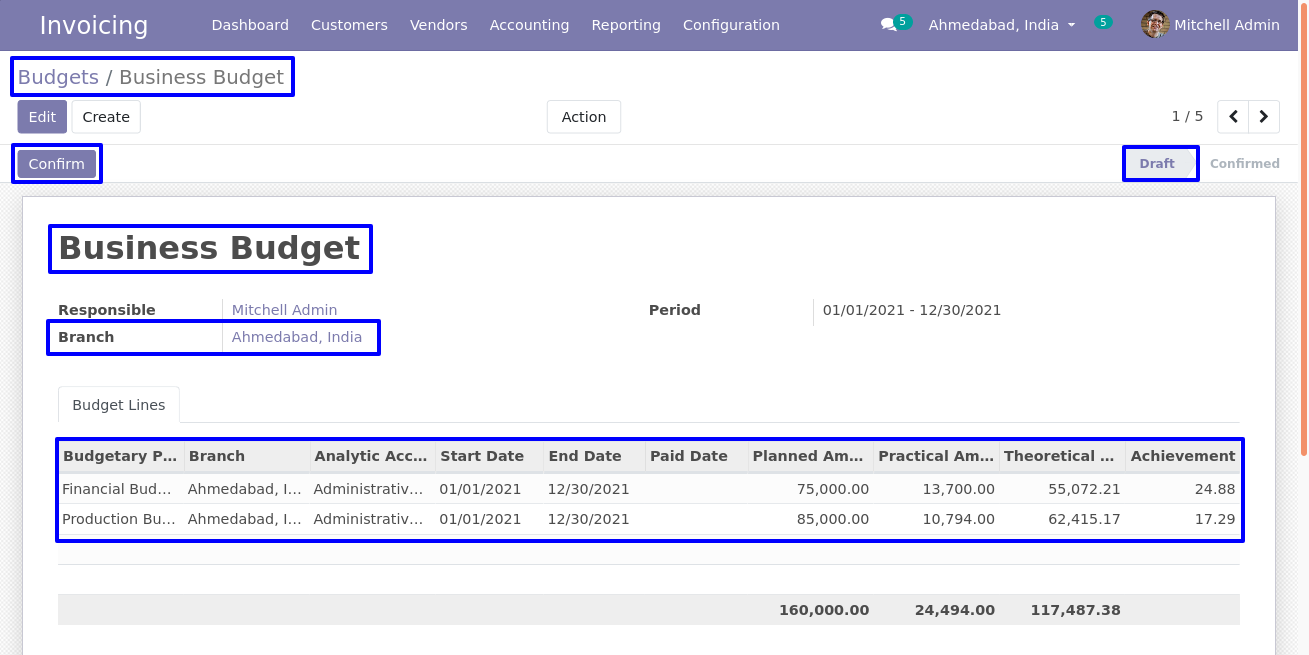 Invoicing Dashboard Customers Vendors Accounting Reporting Configuration 5 Ahmedabad, India 5 Mitchell Admin
Budgets / Business Budget
Edit Create Action 1 / 5
Confirm Draft Confirmed
Business Budget
Responsible Mitchell Admin Period 01/01/2021 - 12/30/2021
Branch Ahmedabad, India
Budget Lines
Budgetary P... Branch Analytic Acc... Start Date End Date Paid Date Planned Am... Practical Am... Theoretical ... Achievement
Financial Bud... Ahmedabad, I... Administrativ... 01/01/2021 12/30/2021 75,000.00 13,700.00 55,072.21 24.88
Production Bu... Ahmedabad, I... Administrativ... 01/01/2021 12/30/2021 85,000.00 10,794.00 62,415.17 17.29
160,000.00 24,494.00 117,487.38